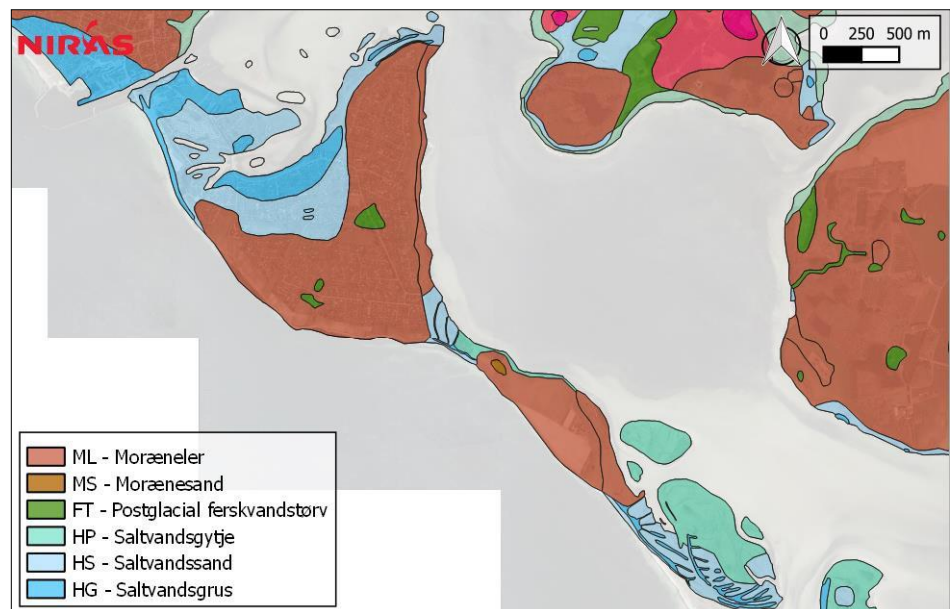 NIRAS
0 250 500 m
ML - Moræneler
MS - Morænesand
FT - Postglacial ferskvandstørv
HP - Saltvandsgytje
HS - Saltvandssand
HG - Saltvandsgrus